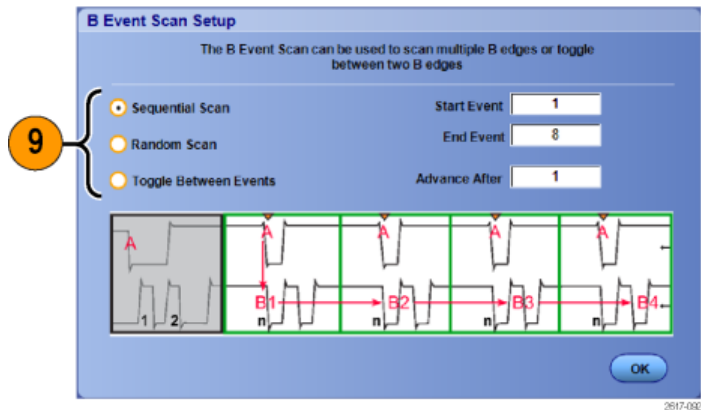 B Event Scan Setup
The B Event Scan can be used to scan multiple B edges or toggle
between two B edges
9
Sequential Scan
Start Event 1
Random Scan
End Event 8
Toggle Between Events
Advance After 1
A A A A A
B1 B2 B3 B4
1 2 n n n n
OK
2617-092